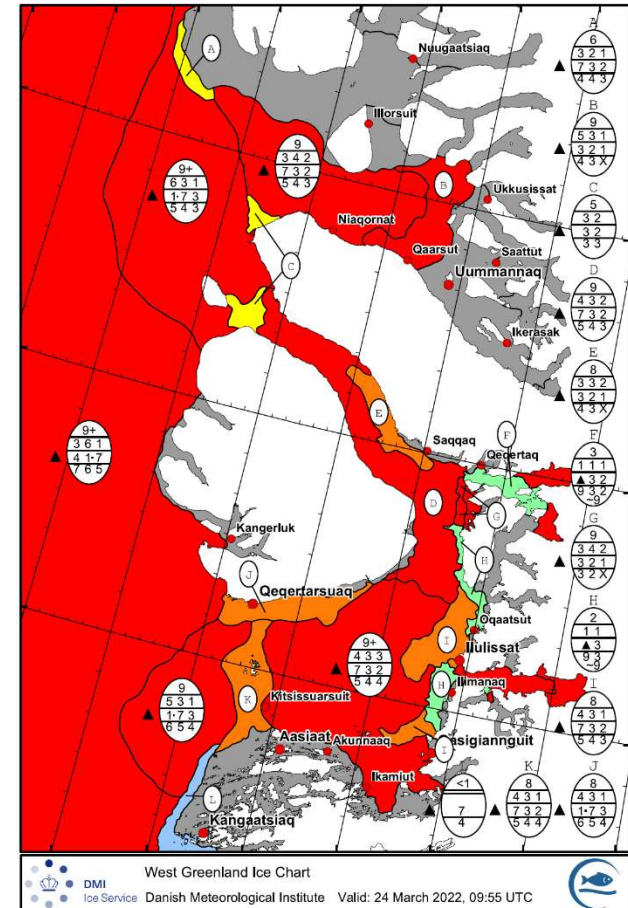 A
6
3 2 1
7 3 2
4 4 3
Nuugaatsiaq
A
B
9
5 3 1
3 2 1
4 3 X
Illorsuit
9
3 4 2
7 3 2
5 4 3
9+
6 3 1
1·7 3
5 4 3
B
Ukkusissat
C
5
3 2
3 2
3 3
Niaqornat
Qaarsut
Saattut
Uummannaq
C
D
9
4 3 2
7 3 2
5 4 3
Ikerasak
E
8
3 3 2
3 2 1
4 3 X
E
Saqqaq
F
Qeqertaq
9+
3 6 1
4 1·7
7 6 5
F
3
1 1 1
▲ 3 2
9 3 2
~9
D
G
G
9
3 4 2
3 2 1
3 2 X
Kangerluk
H
J
Qeqertarsuaq
Oqaatsut
H
2
1 1
▲ 3
9 3
~9
I
Ilulissat
9+
4 3 3
7 3 2
5 4 4
9
5 3 1
1·7 3
6 5 4
K
Kitsissuarsuit
H
Ilimanaq
I
8
4 3 1
7 3 2
5 4 3
Aasiaat
Akunnaaq
asigiannguit
I
Ikamiut
L
Kangaatsiaq
<1
7
4
K
8
4 3 1
7 3 2
5 4 4
J
8
4 3 1
1·7 3
6 5 4
DMI
Ice Service
West Greenland Ice Chart
Danish Meteorological Institute Valid: 24 March 2022, 09:55 UTC